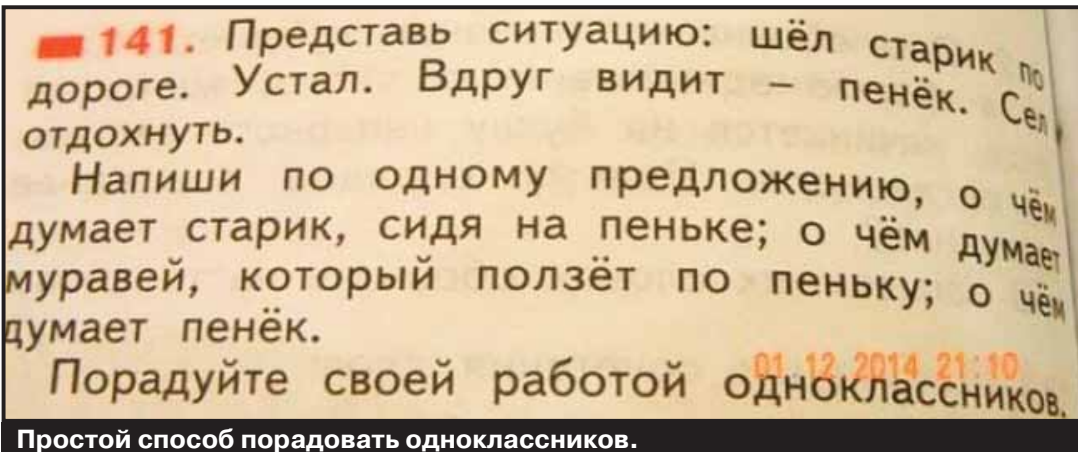 141. Представь ситуацию: шёл старик по
дороге. Устал. Вдруг видит – пенёк. Сел
отдохнуть.
Напиши по одному предложению, о чём
думает старик, сидя на пеньке; о чём думает
муравей, который ползёт по пеньку; о чём
думает пенёк.
01 12 2014 21:10
Порадуйте своей работой одноклассников.
Простой способ порадовать одноклассников.